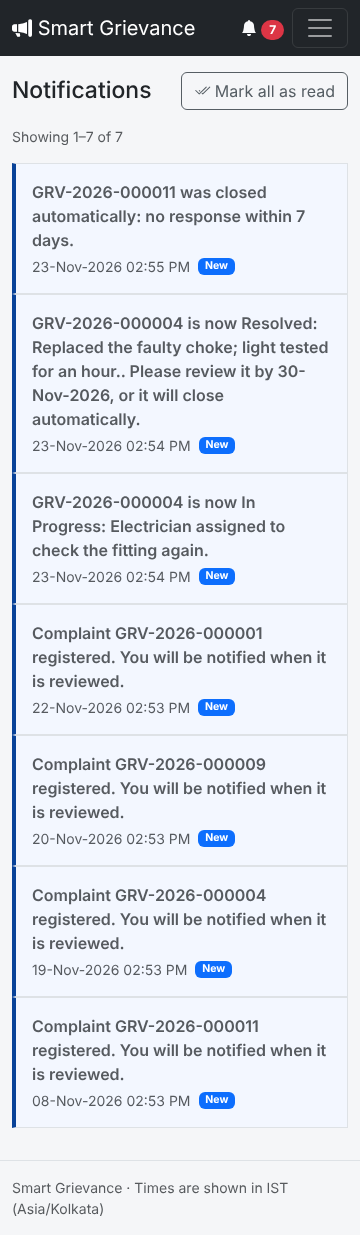 Smart Grievance 7
Notifications Mark all as read
Showing 1–7 of 7
GRV-2026-000011 was closed
automatically: no response within 7
days.
23-Nov-2026 02:55 PM New
GRV-2026-000004 is now Resolved:
Replaced the faulty choke; light tested
for an hour.. Please review it by 30-
Nov-2026, or it will close
automatically.
23-Nov-2026 02:54 PM New
GRV-2026-000004 is now In
Progress: Electrician assigned to
check the fitting again.
23-Nov-2026 02:54 PM New
Complaint GRV-2026-000001
registered. You will be notified when it
is reviewed.
22-Nov-2026 02:53 PM New
Complaint GRV-2026-000009
registered. You will be notified when it
is reviewed.
20-Nov-2026 02:53 PM New
Complaint GRV-2026-000004
registered. You will be notified when it
is reviewed.
19-Nov-2026 02:53 PM New
Complaint GRV-2026-000011
registered. You will be notified when it
is reviewed.
08-Nov-2026 02:53 PM New
Smart Grievance · Times are shown in IST
(Asia/Kolkata)